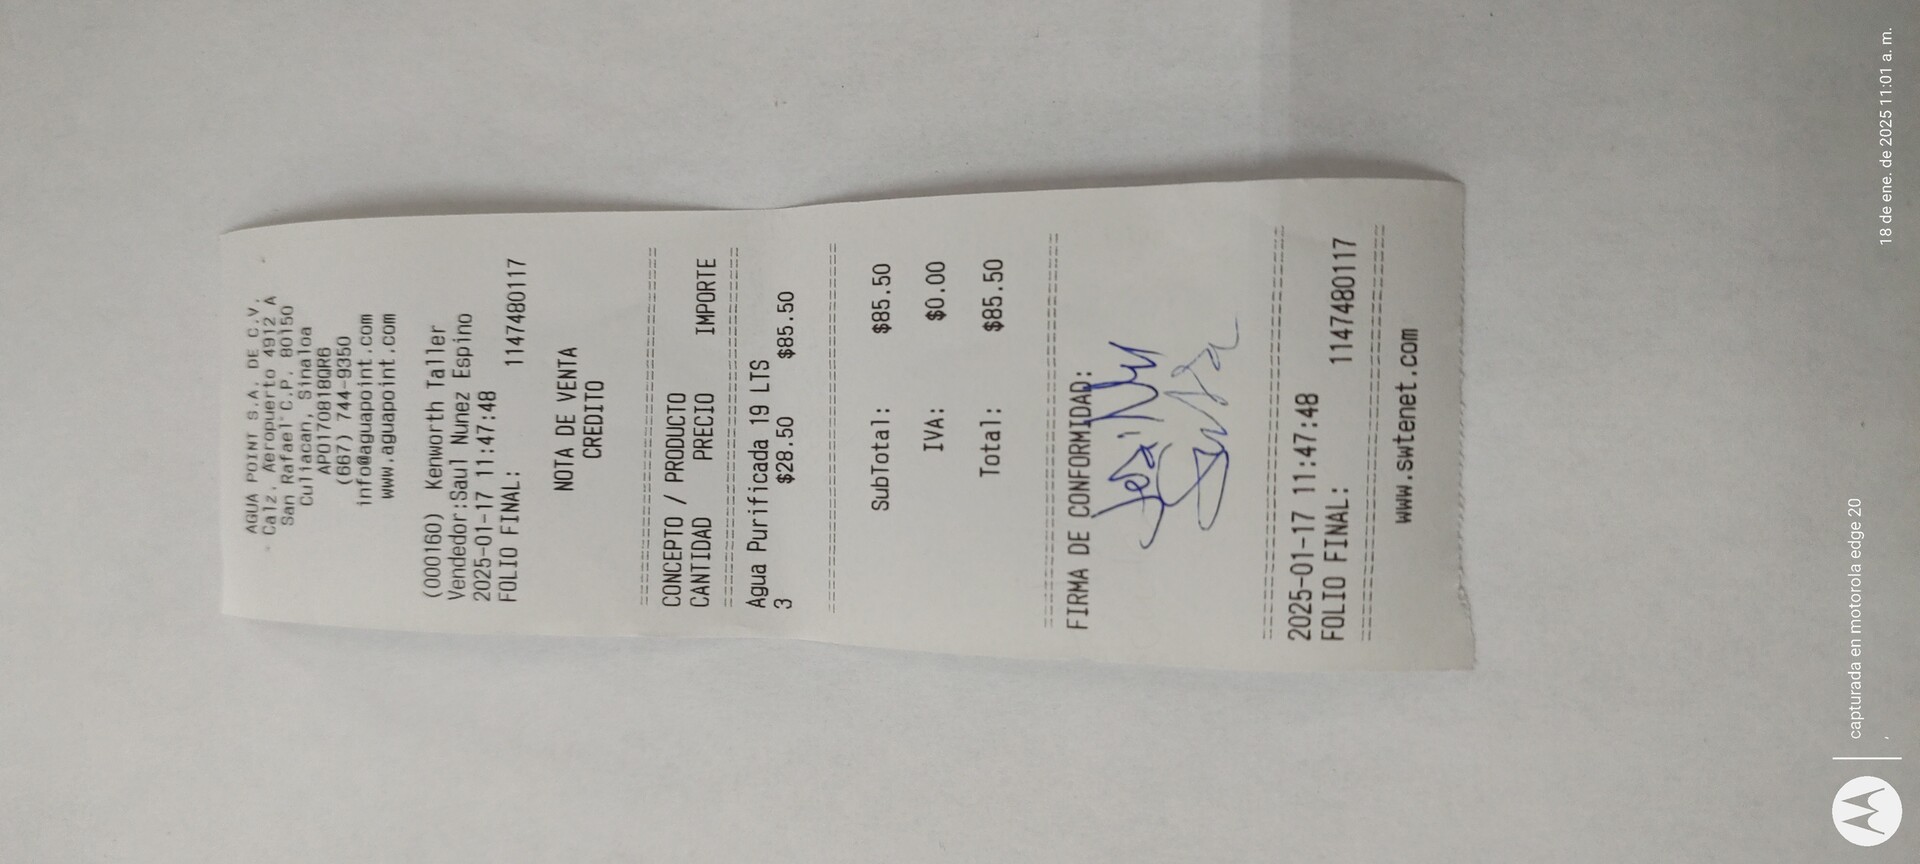 AGUA POINT S.A. DE C.V.
Calz. Aeropuerto 4912 A
San Rafael C.P. 80150
Culiacan, Sinaloa
APO170818QR6
(667) 744-9350
info@aguapoint.com
www.aguapoint.com
(000160) Kenworth Taller
Vendedor:Saul Nunez Espino
2025-01-17 11:47:48
FOLIO FINAL: 1147480117
NOTA DE VENTA
CREDITO
CONCEPTO / PRODUCTO
CANTIDAD PRECIO IMPORTE
Agua Purificada 19 LTS
3 $28.50 $85.50
SubTotal: $85.50
IVA: $0.00
Total: $85.50
FIRMA DE CONFORMIDAD:
2025-01-17 11:47:48
FOLIO FINAL: 1147480117
www.swtenet.com
capturada en motorola edge 20
,
18 de ene. de 2025 11:01 a. m.